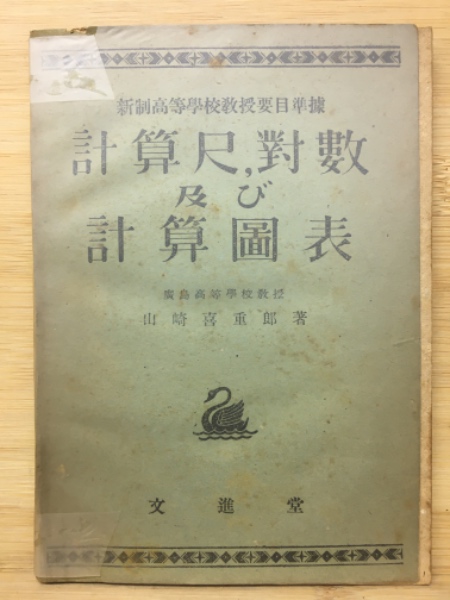 新制高等學校敎授要目準據
計算尺,對數
及び
計算圖表
廣島高等學校敎授
山崎喜重郎著
文進堂